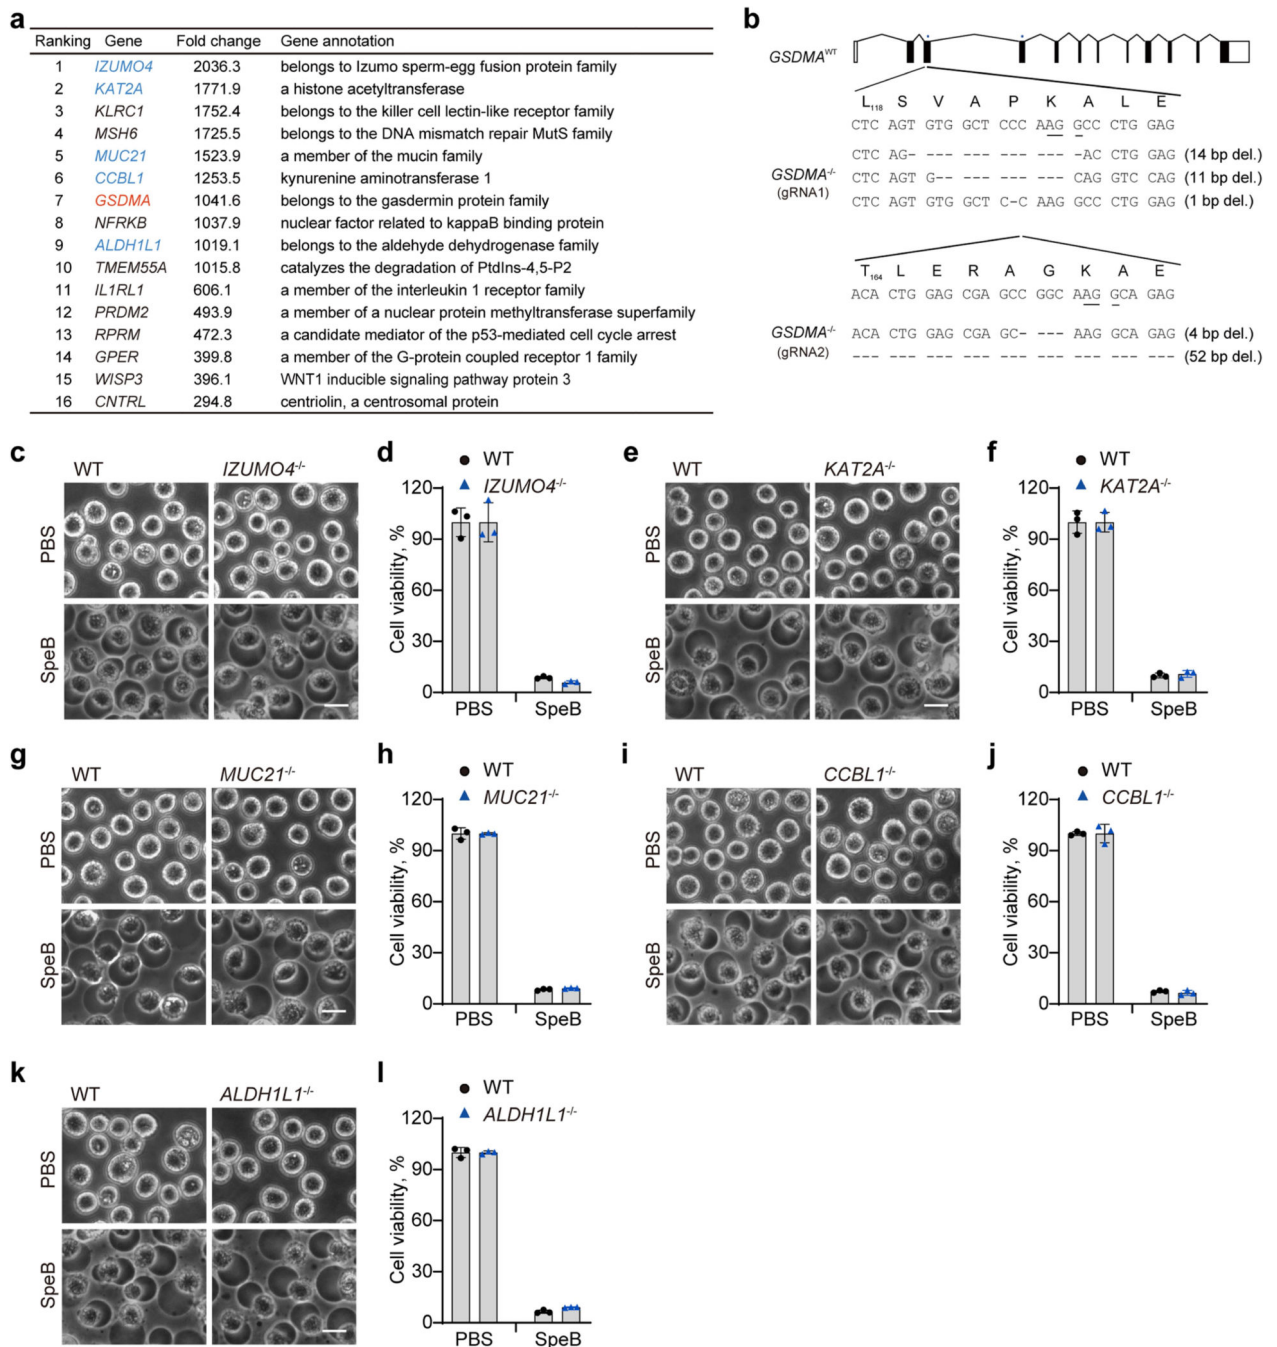 a
Ranking Gene Fold change Gene annotation
1 IZUMO4 2036.3 belongs to Izumo sperm-egg fusion protein family
2 KAT2A 1771.9 a histone acetyltransferase
3 KLRC1 1752.4 belongs to the killer cell lectin-like receptor family
4 MSH6 1725.5 belongs to the DNA mismatch repair MutS family
5 MUC21 1523.9 a member of the mucin family
6 CCBL1 1253.5 kynurenine aminotransferase 1
7 GSDMA 1041.6 belongs to the gasdermin protein family
8 NFRKB 1037.9 nuclear factor related to kappaB binding protein
9 ALDH1L1 1019.1 belongs to the aldehyde dehydrogenase family
10 TMEM55A 1015.8 catalyzes the degradation of PtdIns-4,5-P2
11 IL1RL1 606.1 a member of the interleukin 1 receptor family
12 PRDM2 493.9 a member of a nuclear protein methyltransferase superfamily
13 RPRM 472.3 a candidate mediator of the p53-mediated cell cycle arrest
14 GPER 399.8 a member of the G-protein coupled receptor 1 family
15 WISP3 396.1 WNT1 inducible signaling pathway protein 3
16 CNTRL 294.8 centriolin, a centrosomal protein
b
GSDMA WT
L118 S V A P K A L E
CTC AGT GTG GCT CCC AAG GCC CTG GAG
CTC AG- --- --- --- --- -AC CTG GAG (14 bp del.)
GSDMA-/-
(gRNA1)
CTC AGT G-- --- --- --- CAG GTC CAG (11 bp del.)
CTC AGT GTG GCT C-C AAG GCC CTG GAG (1 bp del.)
T164 L E R A G K A E
ACA CTG GAG CGA GCC GGC AAG GCA GAG
GSDMA-/-
(gRNA2)
ACA CTG GAG CGA GC- --- AAG GCA GAG (4 bp del.)
--- --- --- --- --- --- --- --- --- (52 bp del.)
c
WT IZUMO4-/-
PBS
SpeB
d
WT
IZUMO4-/-
Cell viability, %
120
90
60
30
0
PBS SpeB
e
WT KAT2A-/-
PBS
SpeB
f
WT
KAT2A-/-
Cell viability, %
120
90
60
30
0
PBS SpeB
g
WT MUC21-/-
PBS
SpeB
h
WT
MUC21-/-
Cell viability, %
120
90
60
30
0
PBS SpeB
i
WT CCBL1-/-
PBS
SpeB
j
WT
CCBL1-/-
Cell viability, %
120
90
60
30
0
PBS SpeB
k
WT ALDH1L1-/-
PBS
SpeB
l
WT
ALDH1L1-/-
Cell viability, %
120
90
60
30
0
PBS SpeB